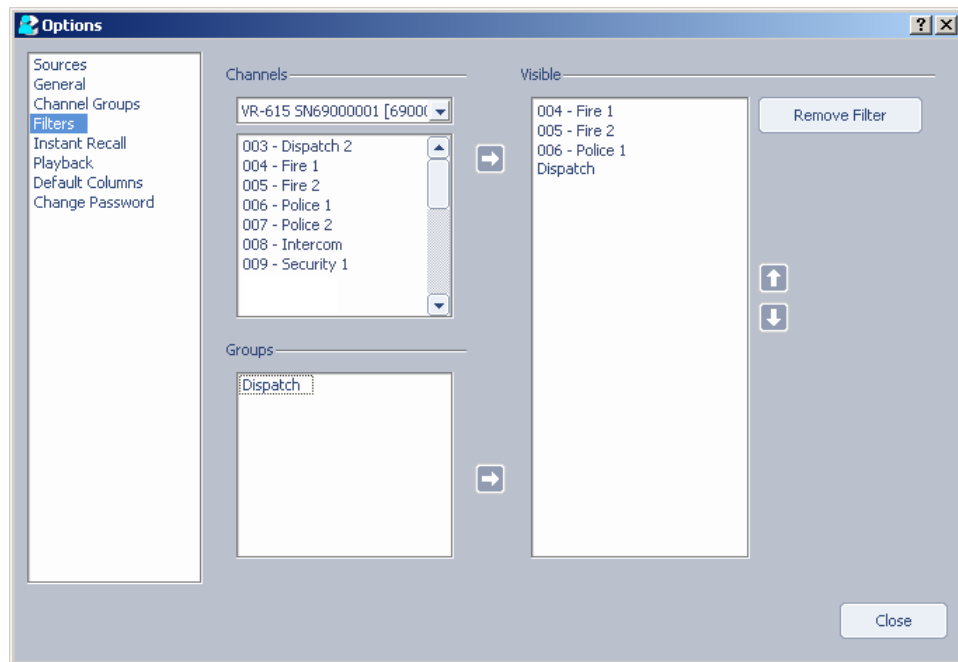 Options
Sources
General
Channel Groups
Filters
Instant Recall
Playback
Default Columns
Change Password
Channels
VR-615 SN69000001 [6900
003 - Dispatch 2
004 - Fire 1
005 - Fire 2
006 - Police 1
007 - Police 2
008 - Intercom
009 - Security 1
Groups
Dispatch
Visible
004 - Fire 1
005 - Fire 2
006 - Police 1
Dispatch
Remove Filter
Close